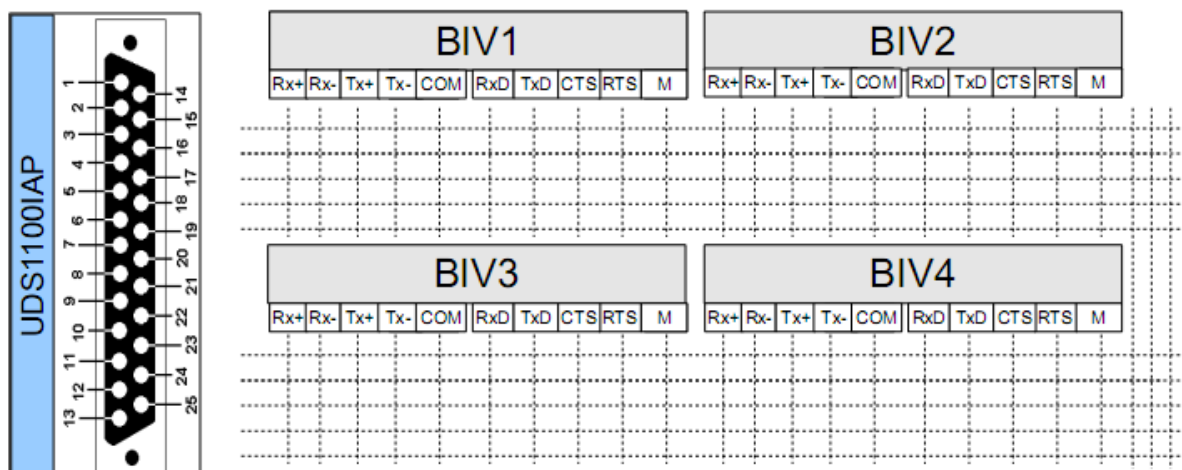 UDS1100IAP
1
2
3
4
5
6
7
8
9
10
11
12
13
14
15
16
17
18
19
20
21
22
23
24
25
BIV1
Rx+ Rx- Tx+ Tx- COM RxD TxD CTS RTS M
BIV2
Rx+ Rx- Tx+ Tx- COM RxD TxD CTS RTS M
BIV3
Rx+ Rx- Tx+ Tx- COM RxD TxD CTS RTS M
BIV4
Rx+ Rx- Tx+ Tx- COM RxD TxD CTS RTS M